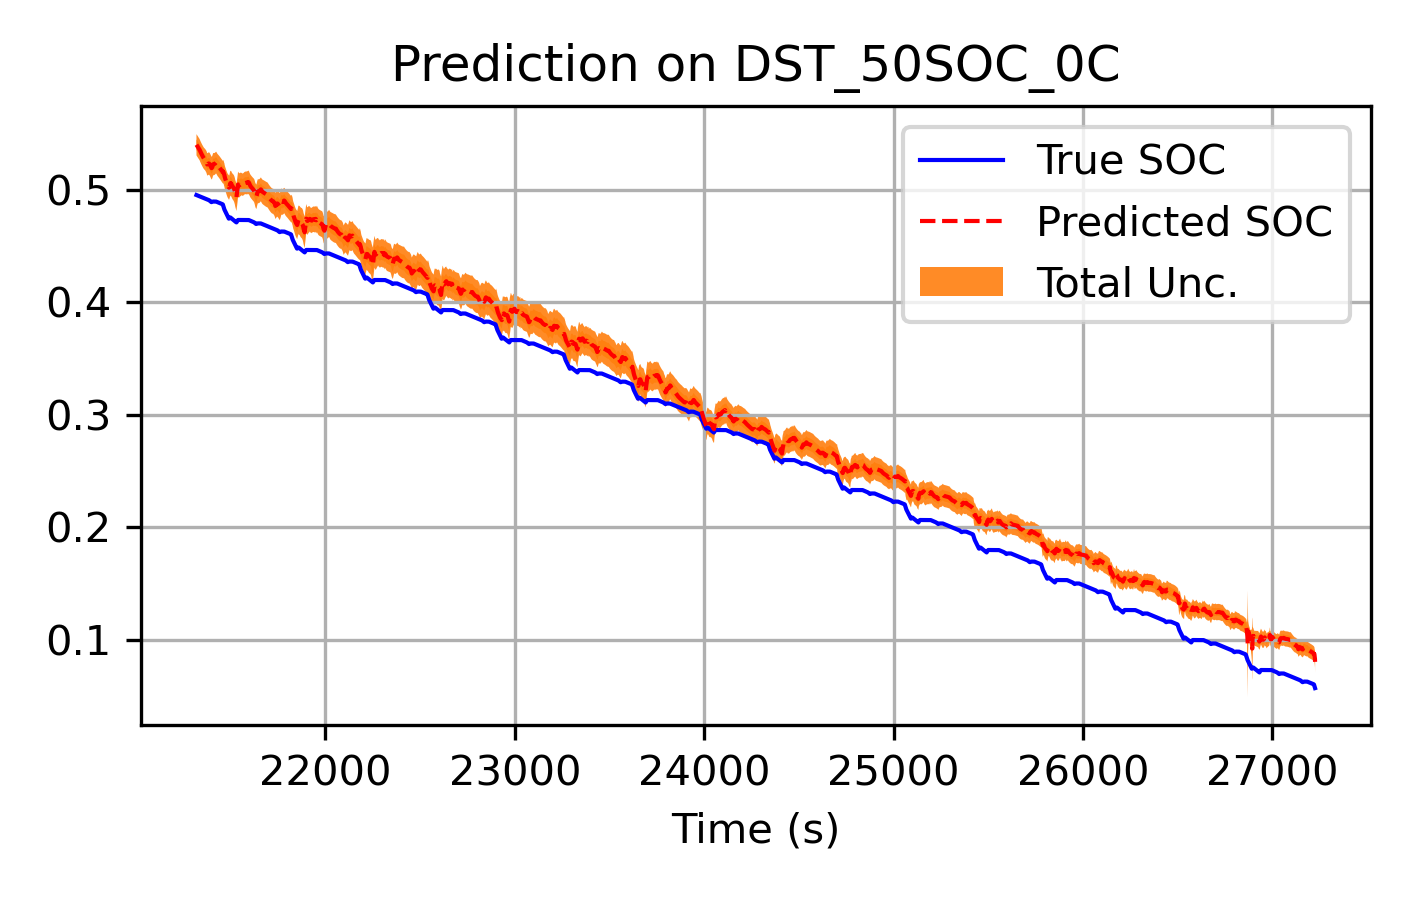 Prediction on DST_50SOC_0C
True SOC
Predicted SOC
Total Unc.
0.5
0.4
0.3
0.2
0.1
22000 23000 24000 25000 26000 27000
Time (s)